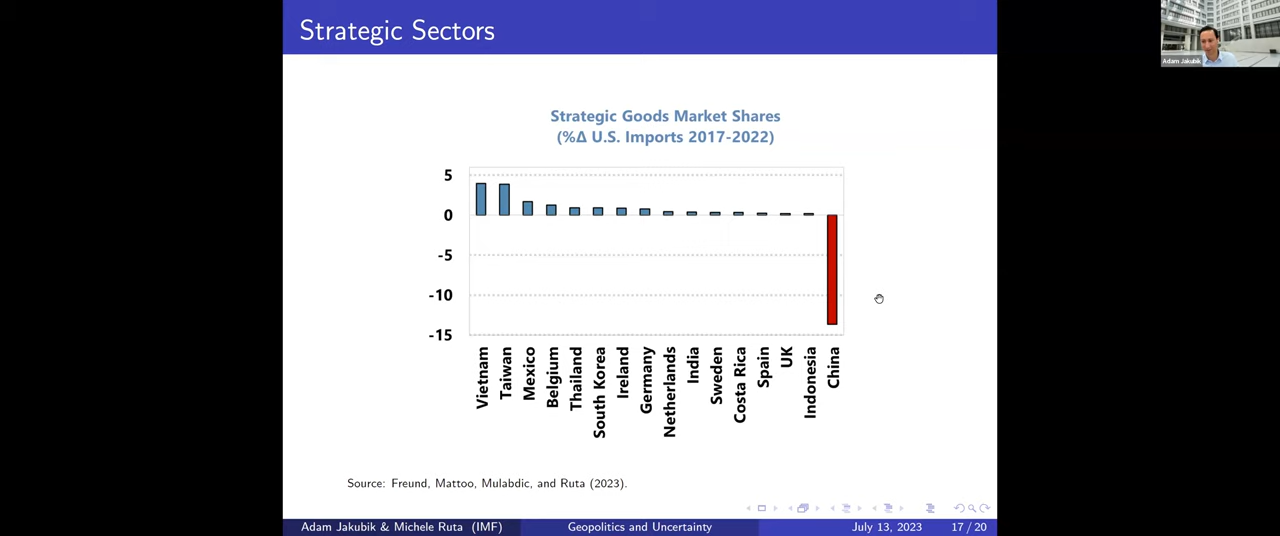 Strategic Sectors
Adam Jakubik
Strategic Goods Market Shares
(%Δ U.S. Imports 2017-2022)
5
0
-5
-10
-15
Vietnam
Taiwan
Mexico
Belgium
Thailand
South Korea
Ireland
Germany
Netherlands
India
Sweden
Costa Rica
Spain
UK
Indonesia
China
Source: Freund, Mattoo, Mulabdic, and Ruta (2023).
Adam Jakubik & Michele Ruta (IMF) Geopolitics and Uncertainty July 13, 2023 17 / 20